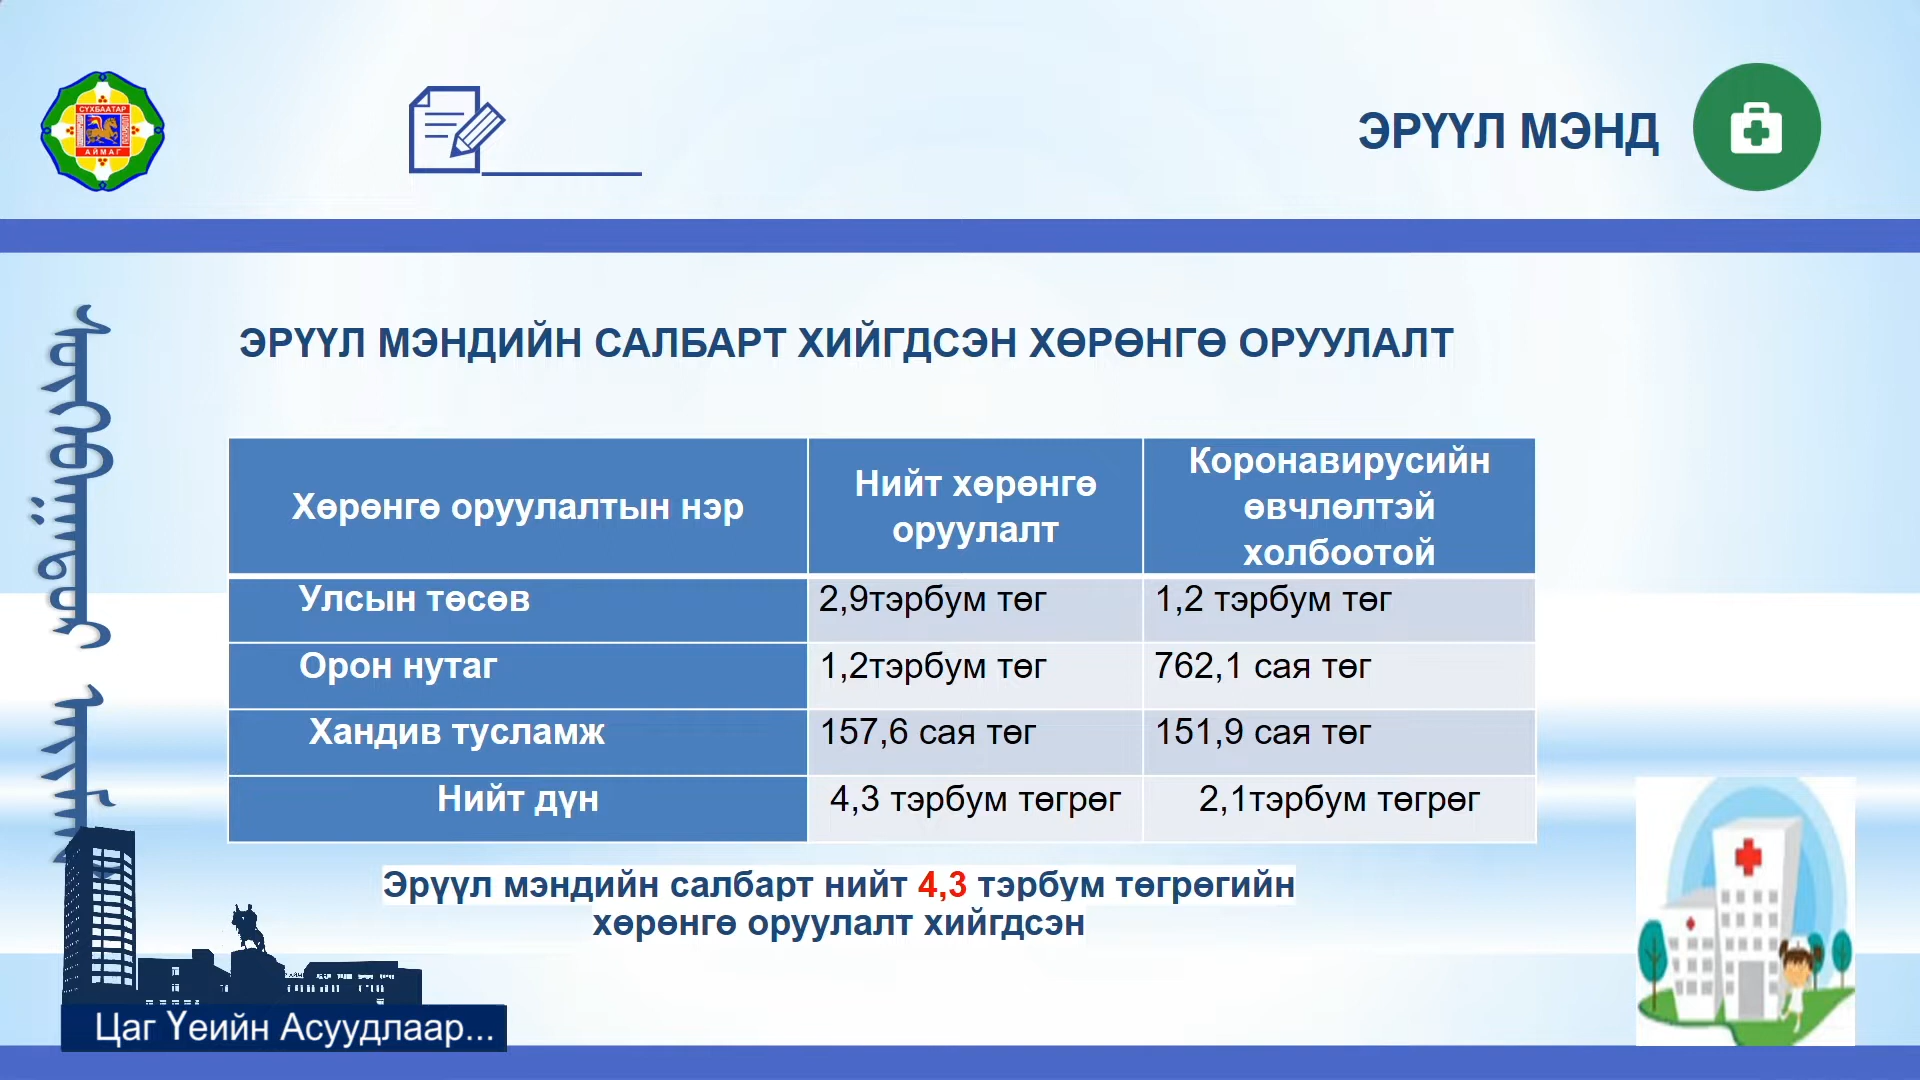 СҮХБААТАР
АЙМАГ
ЭРҮҮЛ МЭНД
ЭРҮҮЛ МЭНДИЙН САЛБАРТ ХИЙГДСЭН ХӨРӨНГӨ ОРУУЛАЛТ
Хөрөнгө оруулалтын нэр
Нийт хөрөнгө
оруулалт
Коронавирусийн
өвчлөлтэй
холбоотой
Улсын төсөв
2,9тэрбум төг
1,2 тэрбум төг
Орон нутаг
1,2тэрбум төг
762,1 сая төг
Хандив тусламж
157,6 сая төг
151,9 сая төг
Нийт дүн
4,3 тэрбум төгрөг
2,1тэрбум төгрөг
Эрүүл мэндийн салбарт нийт 4,3 тэрбум төгрөгийн
хөрөнгө оруулалт хийгдсэн
Цаг Үеийн Асуудлаар...